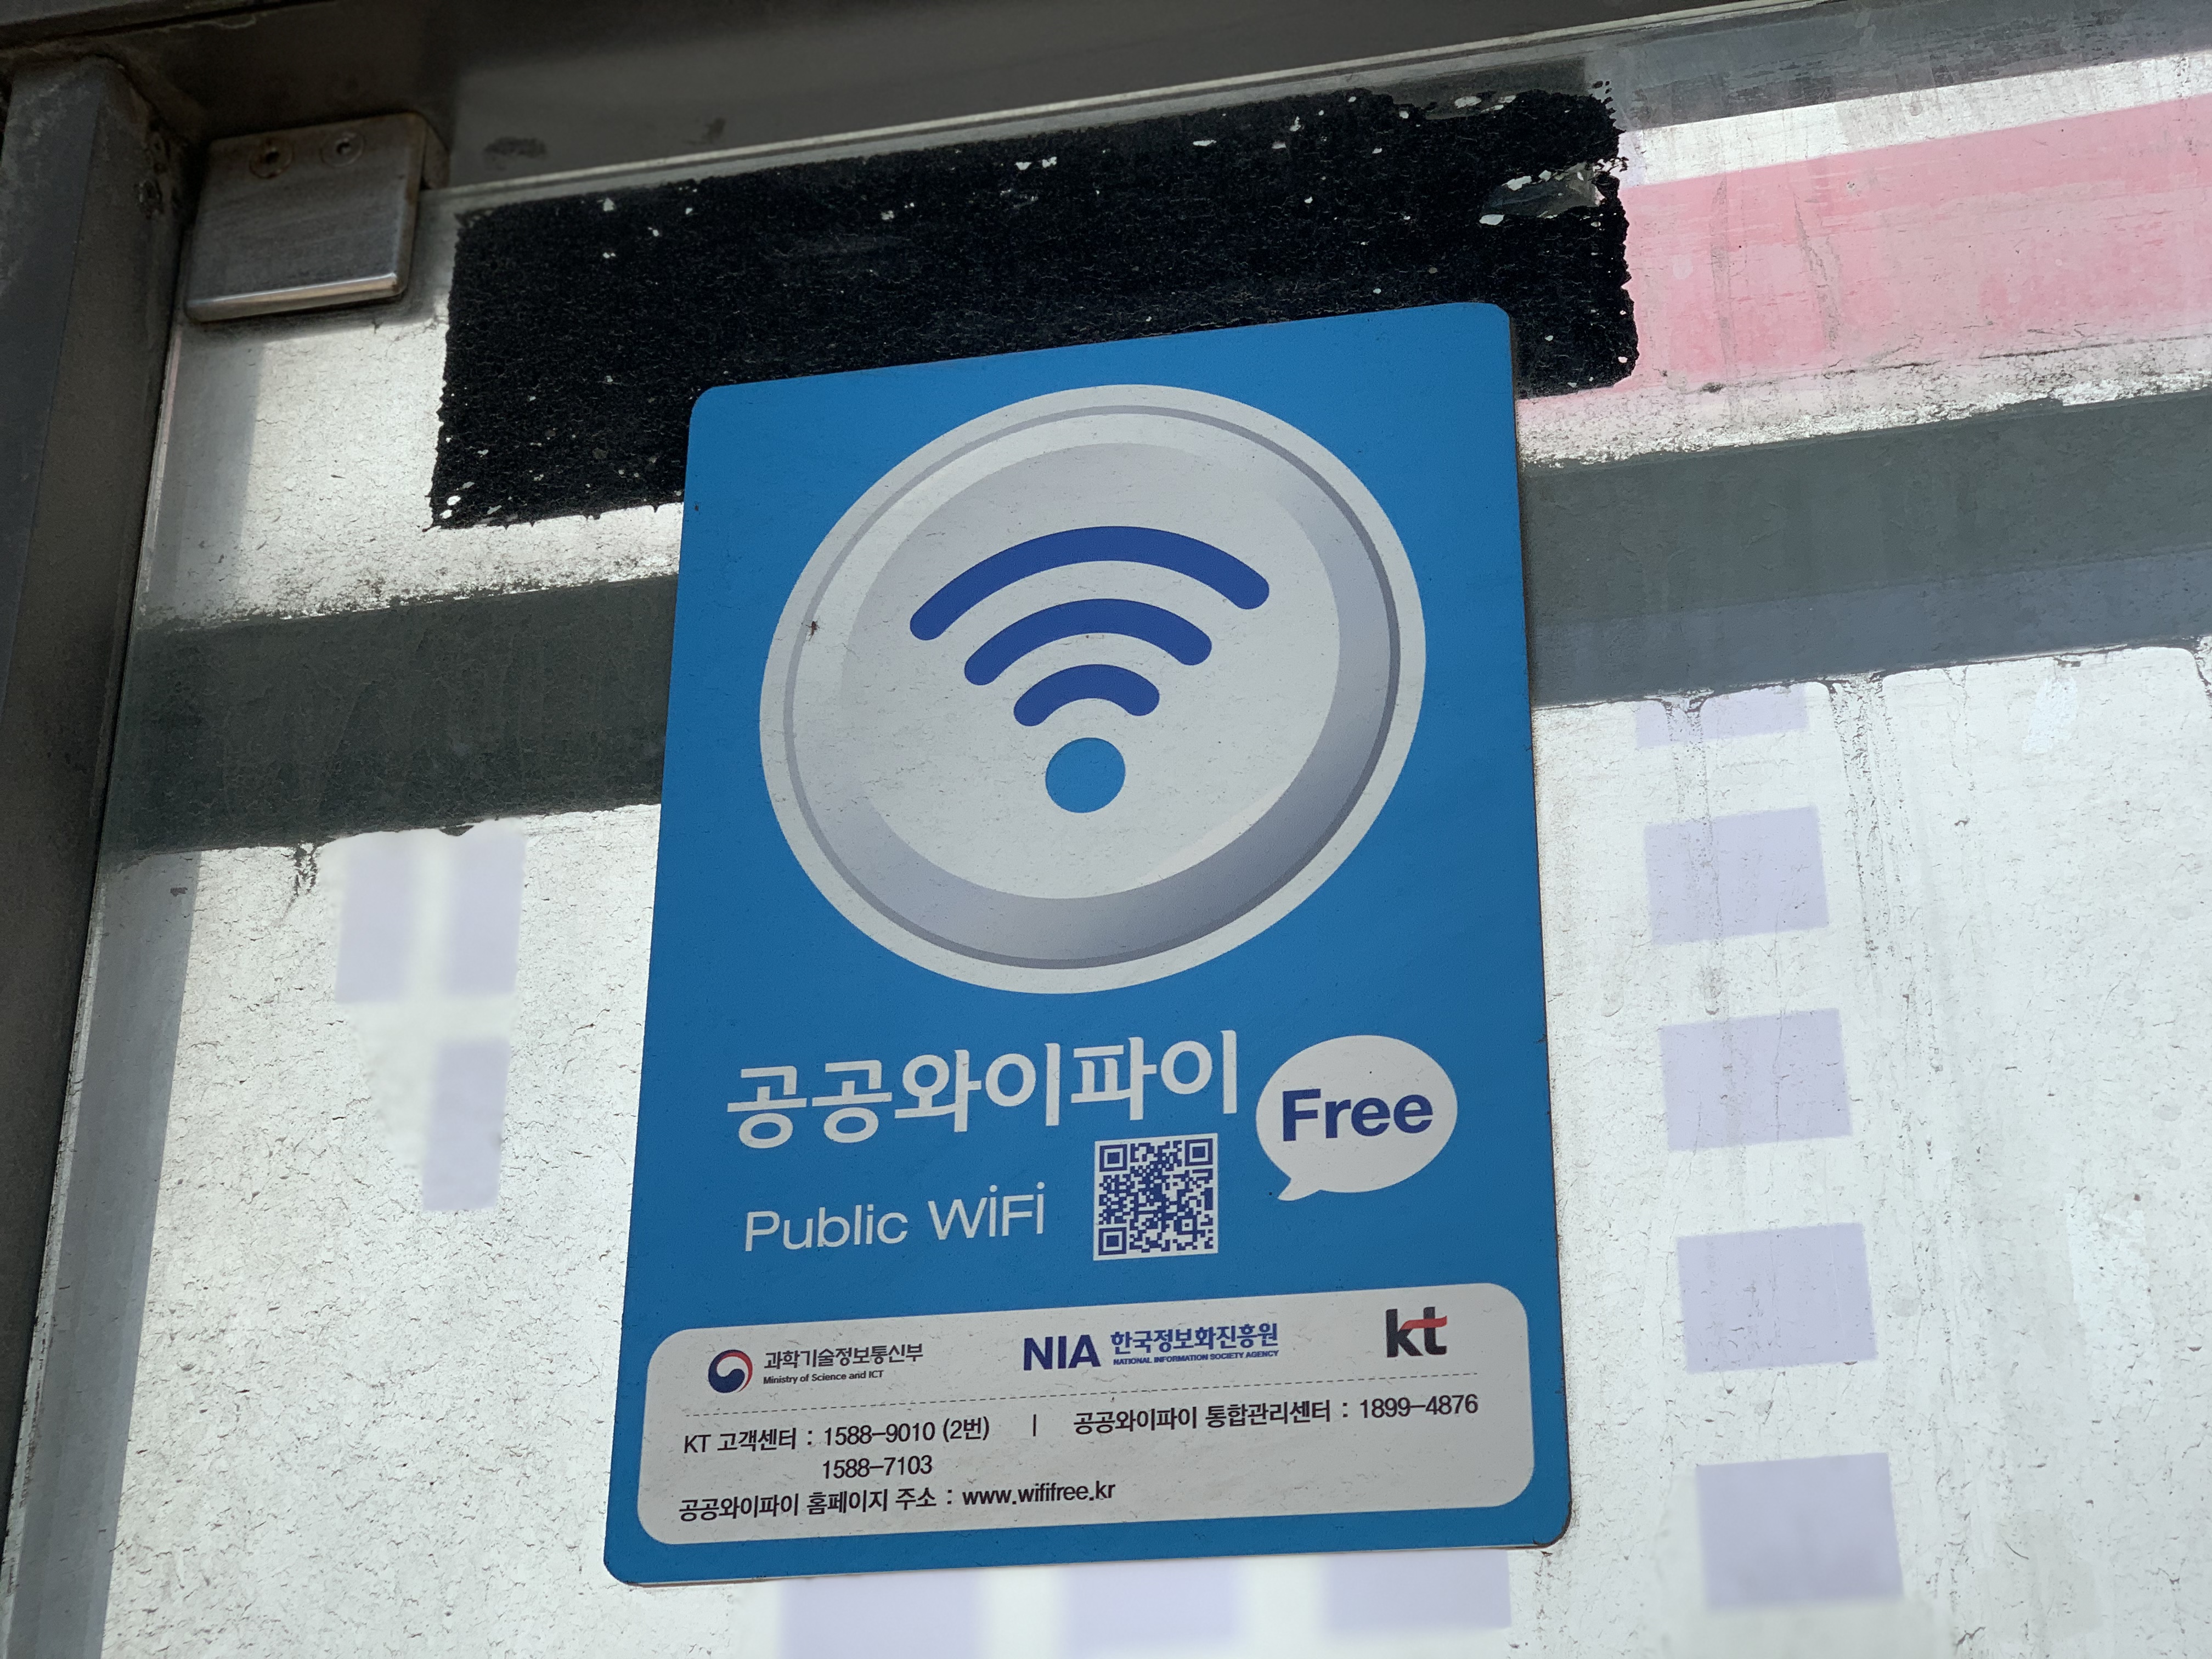 공공와이파이
Free
Public WiFi
과학기술정보통신부
Ministry of Science and ICT
NIA 한국정보화진흥원
NATIONAL INFORMATION SOCIETY AGENCY
kt
KT 고객센터 : 1588-9010 (2번) | 공공와이파이 통합관리센터 : 1899-4876
1588-7103
공공와이파이 홈페이지 주소 : www.wififree.kr